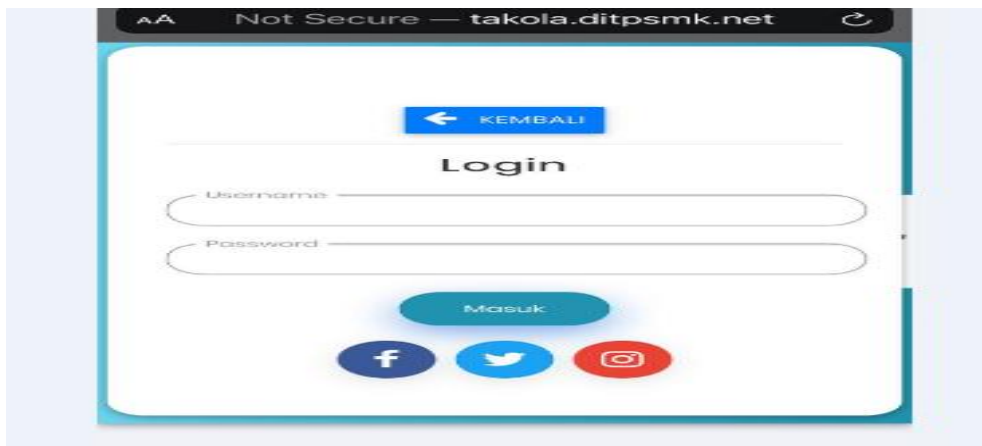 AA Not Secure — takola.ditpsmk.net
KEMBALI
Login
Username
Password
Masuk